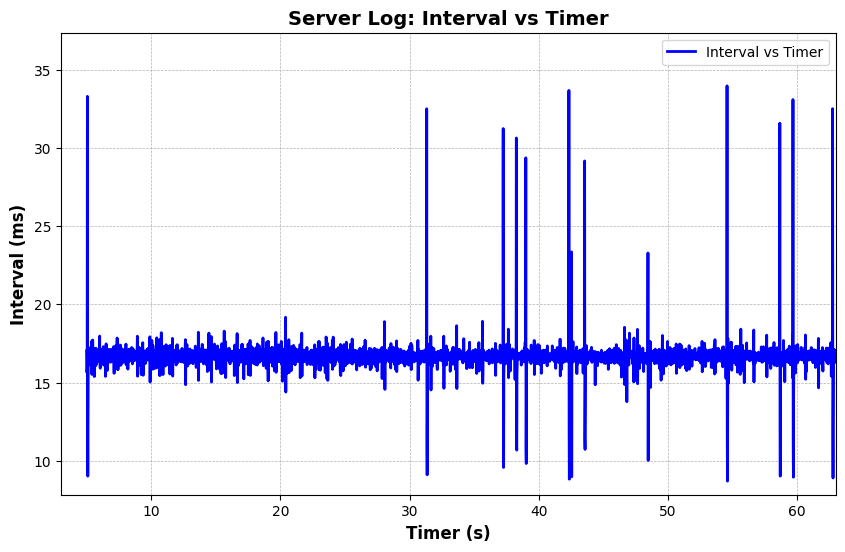 Server Log: Interval vs Timer
Interval vs Timer
35
30
25
20
15
10
Interval (ms)
10 20 30 40 50 60
Timer (s)